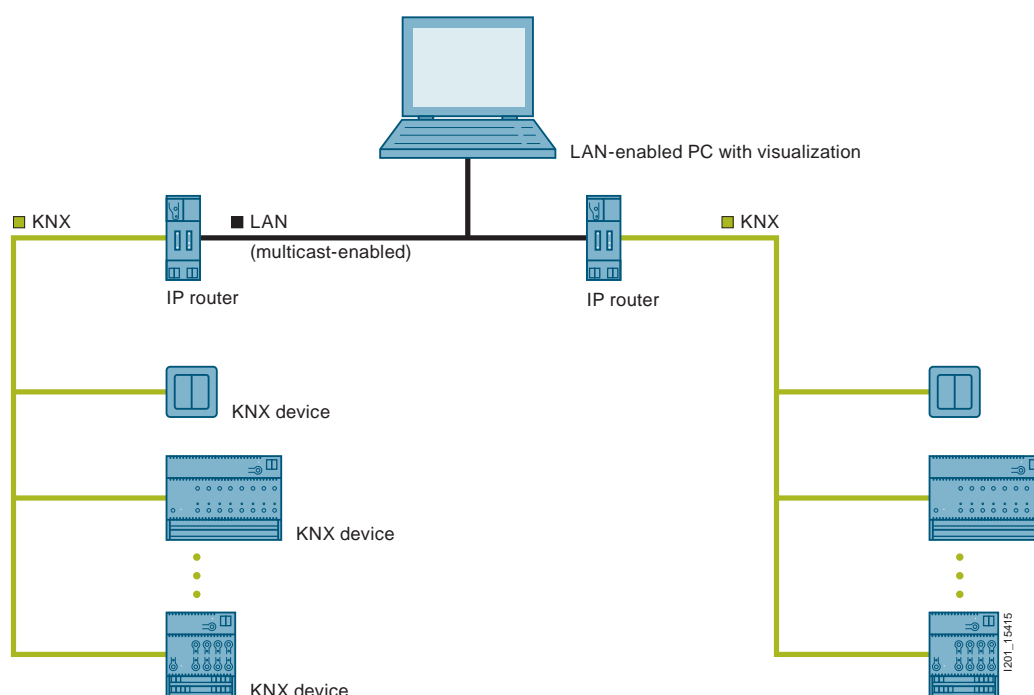 LAN-enabled PC with visualization
KNX
LAN
(multicast-enabled)
KNX
IP router
IP router
KNX device
KNX device
KNX device
I201_15415